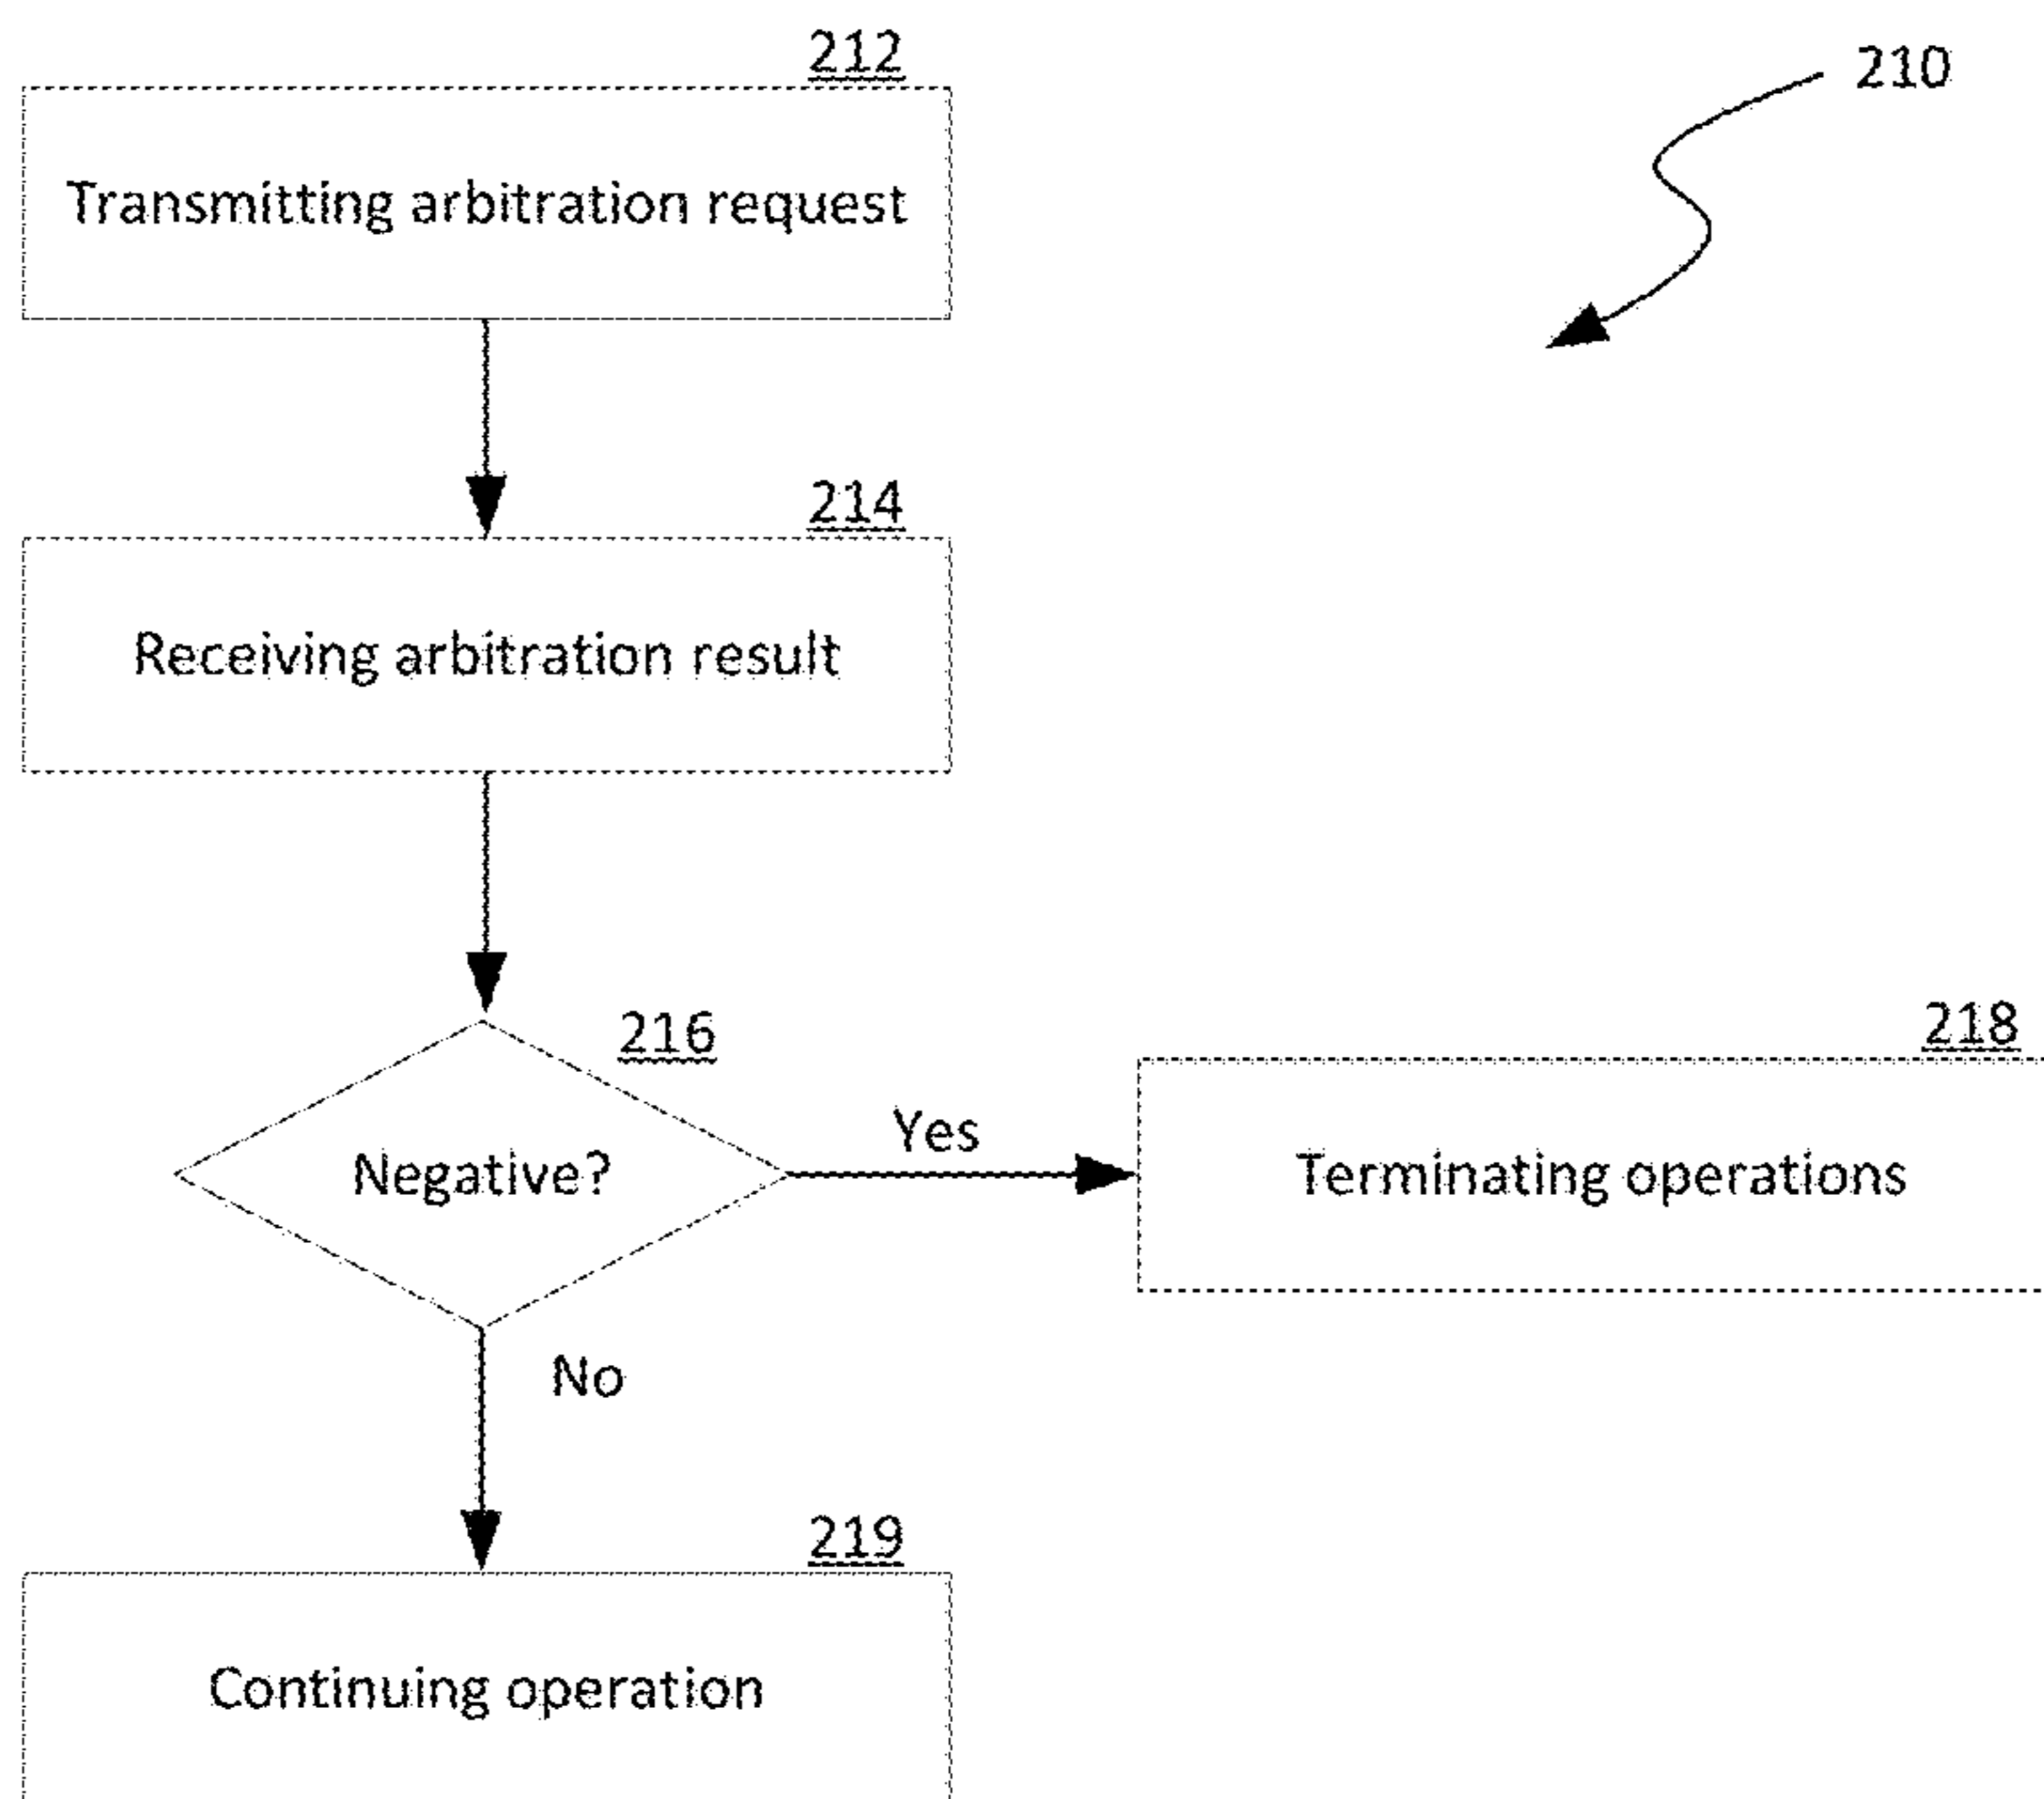 212
210
Transmitting arbitration request
214
Receiving arbitration result
216
218
Negative?
Yes
Terminating operations
No
219
Continuing operation